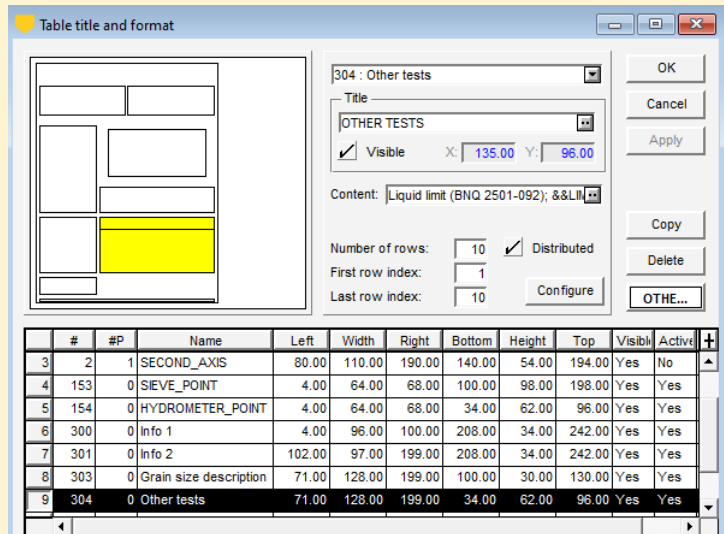 Table title and format
304 : Other tests
OK
Title
OTHER TESTS
Cancel
Visible X: 135.00 Y: 96.00
Apply
Content: Liquid limit (BNQ 2501-092); &&LIM
Copy
Number of rows: 10 Distributed
Delete
First row index: 1
Last row index: 10 Configure
OTHE...
# #P Name Left Width Right Bottom Height Top Visible Active +
3 2 1 SECOND_AXIS 80.00 110.00 190.00 140.00 54.00 194.00 Yes No
4 153 0 SIEVE_POINT 4.00 64.00 68.00 100.00 98.00 198.00 Yes Yes
5 154 0 HYDROMETER_POINT 4.00 64.00 68.00 34.00 62.00 96.00 Yes Yes
6 300 0 Info 1 4.00 96.00 100.00 208.00 34.00 242.00 Yes Yes
7 301 0 Info 2 102.00 97.00 199.00 208.00 34.00 242.00 Yes Yes
8 303 0 Grain size description 71.00 128.00 199.00 100.00 30.00 130.00 Yes Yes
9 304 0 Other tests 71.00 128.00 199.00 34.00 62.00 96.00 Yes Yes